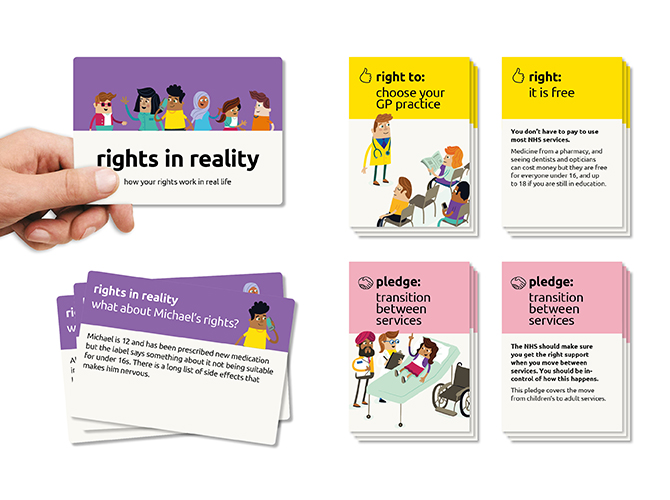 rights in reality
how your rights work in real life
right to:
choose your
GP practice
right:
it is free
You don't have to pay to use
most NHS services.
Medicine from a pharmacy, and
seeing dentists and opticians
can cost money but they are free
for everyone under 16, and up
to 18 if you are still in education.
rights in reality
what about Michael's rights?
Michael is 12 and has been prescribed new medication
but the label says something about it not being suitable
for under 16s. There is a long list of side effects that
makes him nervous.
pledge:
transition
between
services
pledge:
transition
between
services
The NHS should make sure
you get the right support
when you move between
services. You should be in-
control of how this happens.
This pledge covers the move
from children's to adult services.